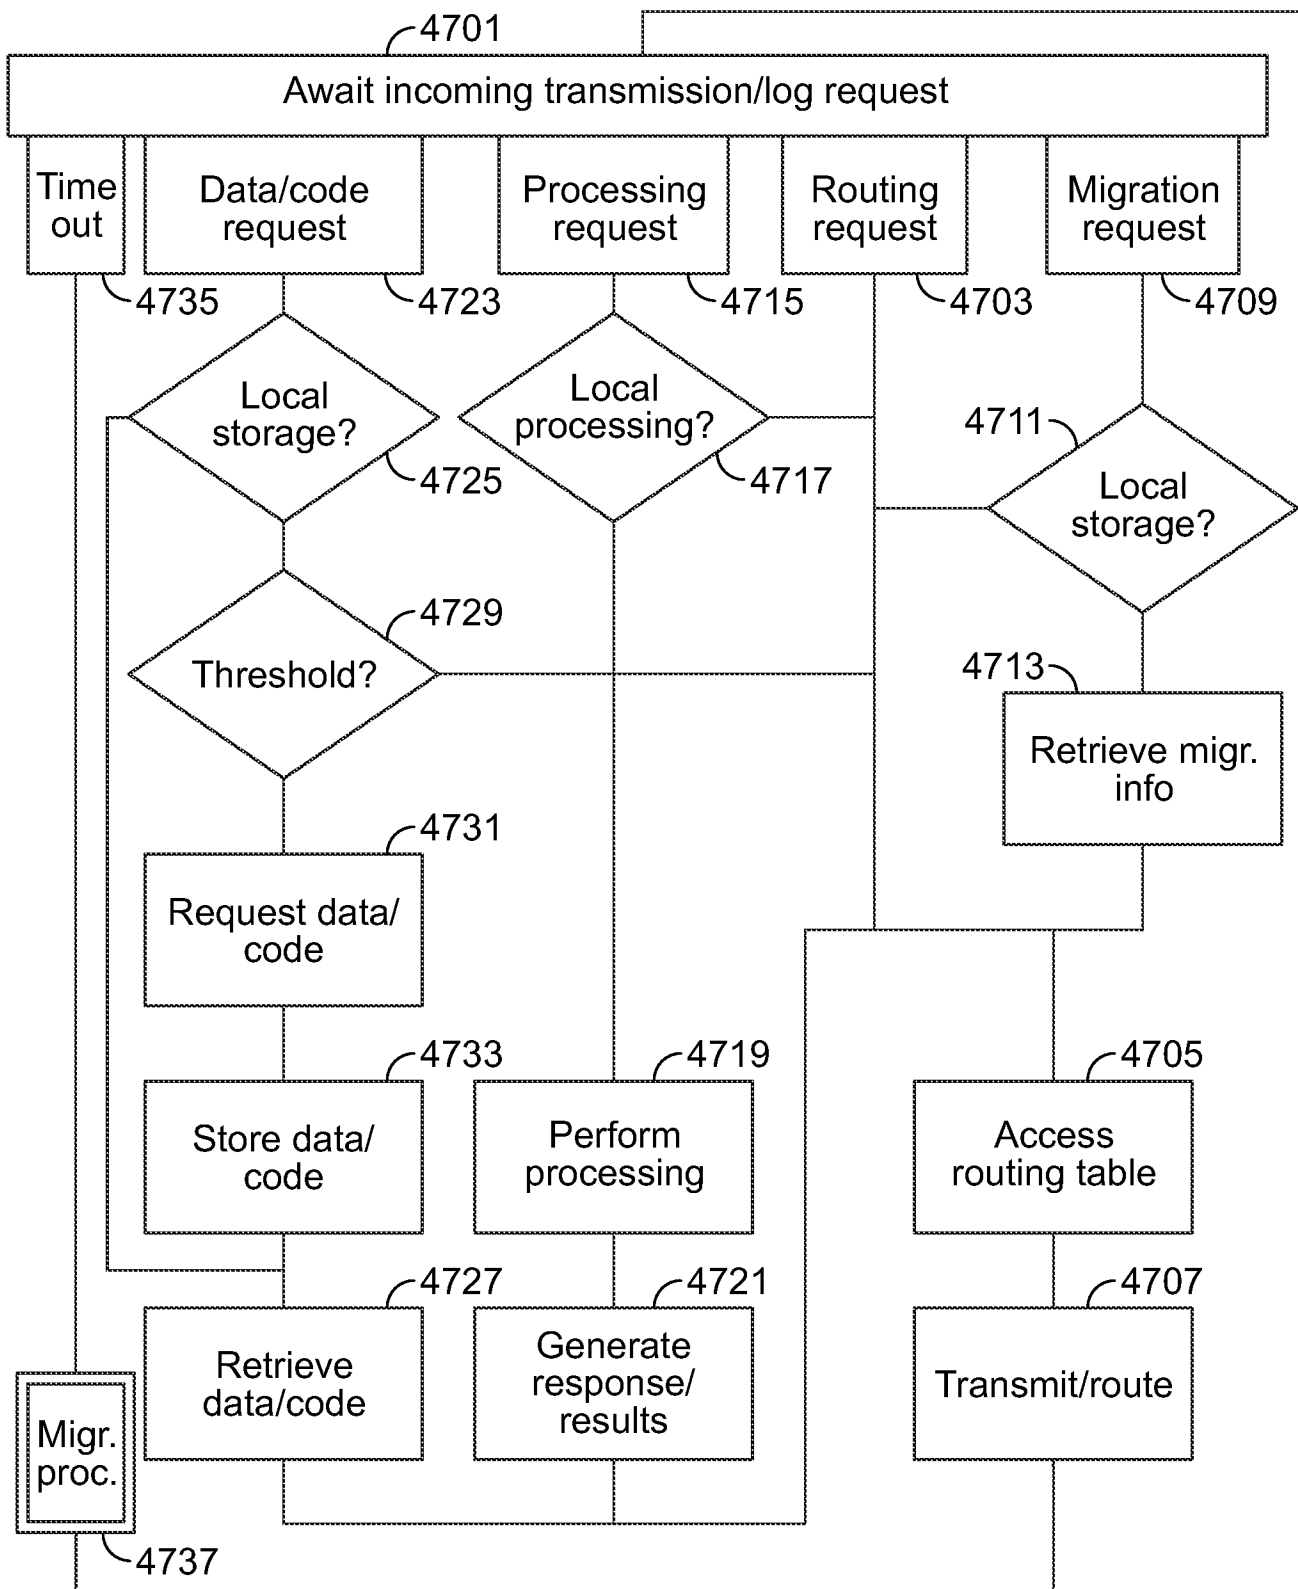 4701
Await incoming transmission/log request
Time
out
Data/code
request
Processing
request
Routing
request
Migration
request
4735
4723
4715
4703
4709
Local
storage?
4725
Local
processing?
4717
4711
Local
storage?
4729
Threshold?
4713
Retrieve migr.
info
4731
Request data/
code
4733
Store data/
code
4719
Perform
processing
4705
Access
routing table
4727
Retrieve
data/code
4721
Generate
response/
results
4707
Transmit/route
Migr.
proc.
4737